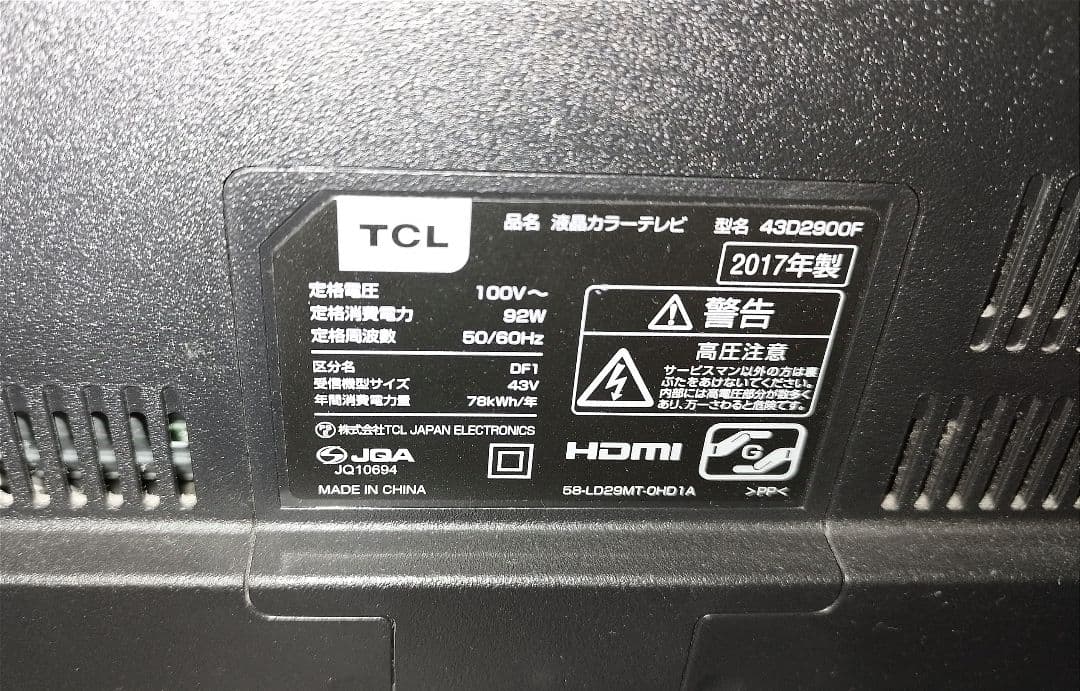 TCL
品名 液晶カラーテレビ 型名 43D2900F
2017年製
定格電圧 100V～
定格消費電力 92W
定格周波数 50/60Hz
区分名 DF1
受信機型サイズ 43V
年間消費電力量 78kWh/年
株式会社TCL JAPAN ELECTRONICS
PS
E
JQA
JQ10694
MADE IN CHINA
警告
高圧注意
サービスマン以外の方は裏
ぶたをあけないでください。
内部には高電圧部分が数多く
あり、万一さわると危険です。
HDMI
G
58-LD29MT-0HD1A >PP<